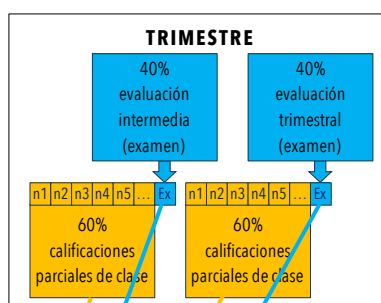 TRIMESTRE
40%
evaluación
intermedia
(examen)
40%
evaluación
trimestral
(examen)
n1 n2 n3 n4 n5 ... Ex
n1 n2 n3 n4 n5 ... Ex
60%
calificaciones
parciales de clase
60%
calificaciones
parciales de clase